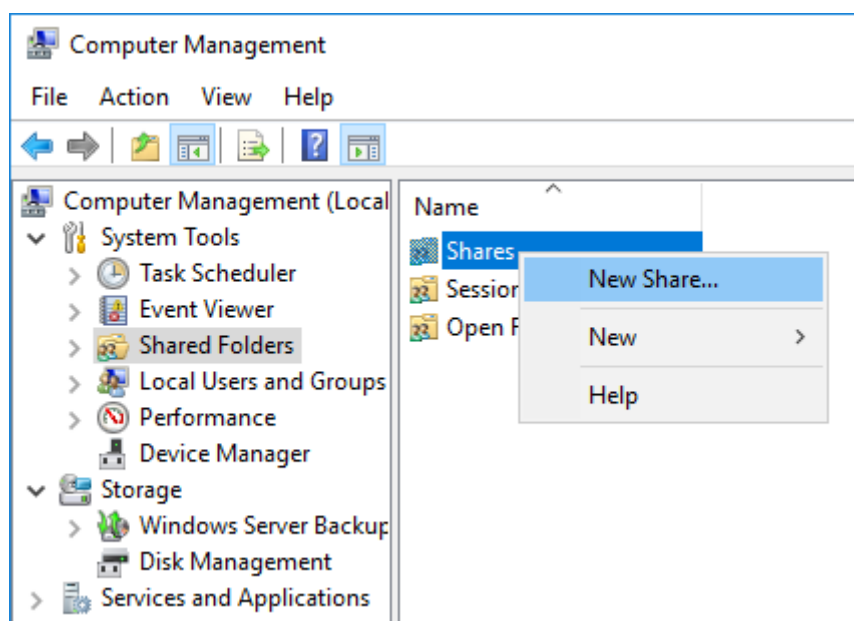 Computer Management
File Action View Help
Computer Management (Local
System Tools
Task Scheduler
Event Viewer
Shared Folders
Local Users and Groups
Performance
Device Manager
Storage
Windows Server Backup
Disk Management
Services and Applications
Name
Shares
Session
Open F
New Share...
New
Help